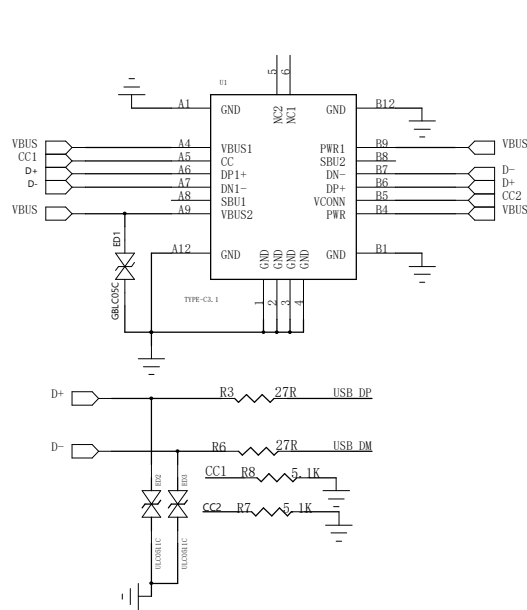 U1
5
6
NC2
NC1
A1
GND
GND
B12
VBUS
A4
VBUS1
PWR1
B9
VBUS
CC1
A5
CC
SBU2
B8
D+
A6
DP1+
DN-
B7
D-
D-
A7
DN1-
DP+
B6
D+
A8
SBU1
VCONN
B5
CC2
VBUS
A9
VBUS2
PWR
B4
VBUS
ED1
GBLC05C
A12
GND
GND
GND
GND
GND
GND
B1
TYPE-C3.1
1
2
3
4
D+
R3
27R
USB DP
D-
R6
27R
USB DM
CC1
R8
5.1K
CC2
R7
5.1K
ED2
ED3
ULC0511C
ULC0511C